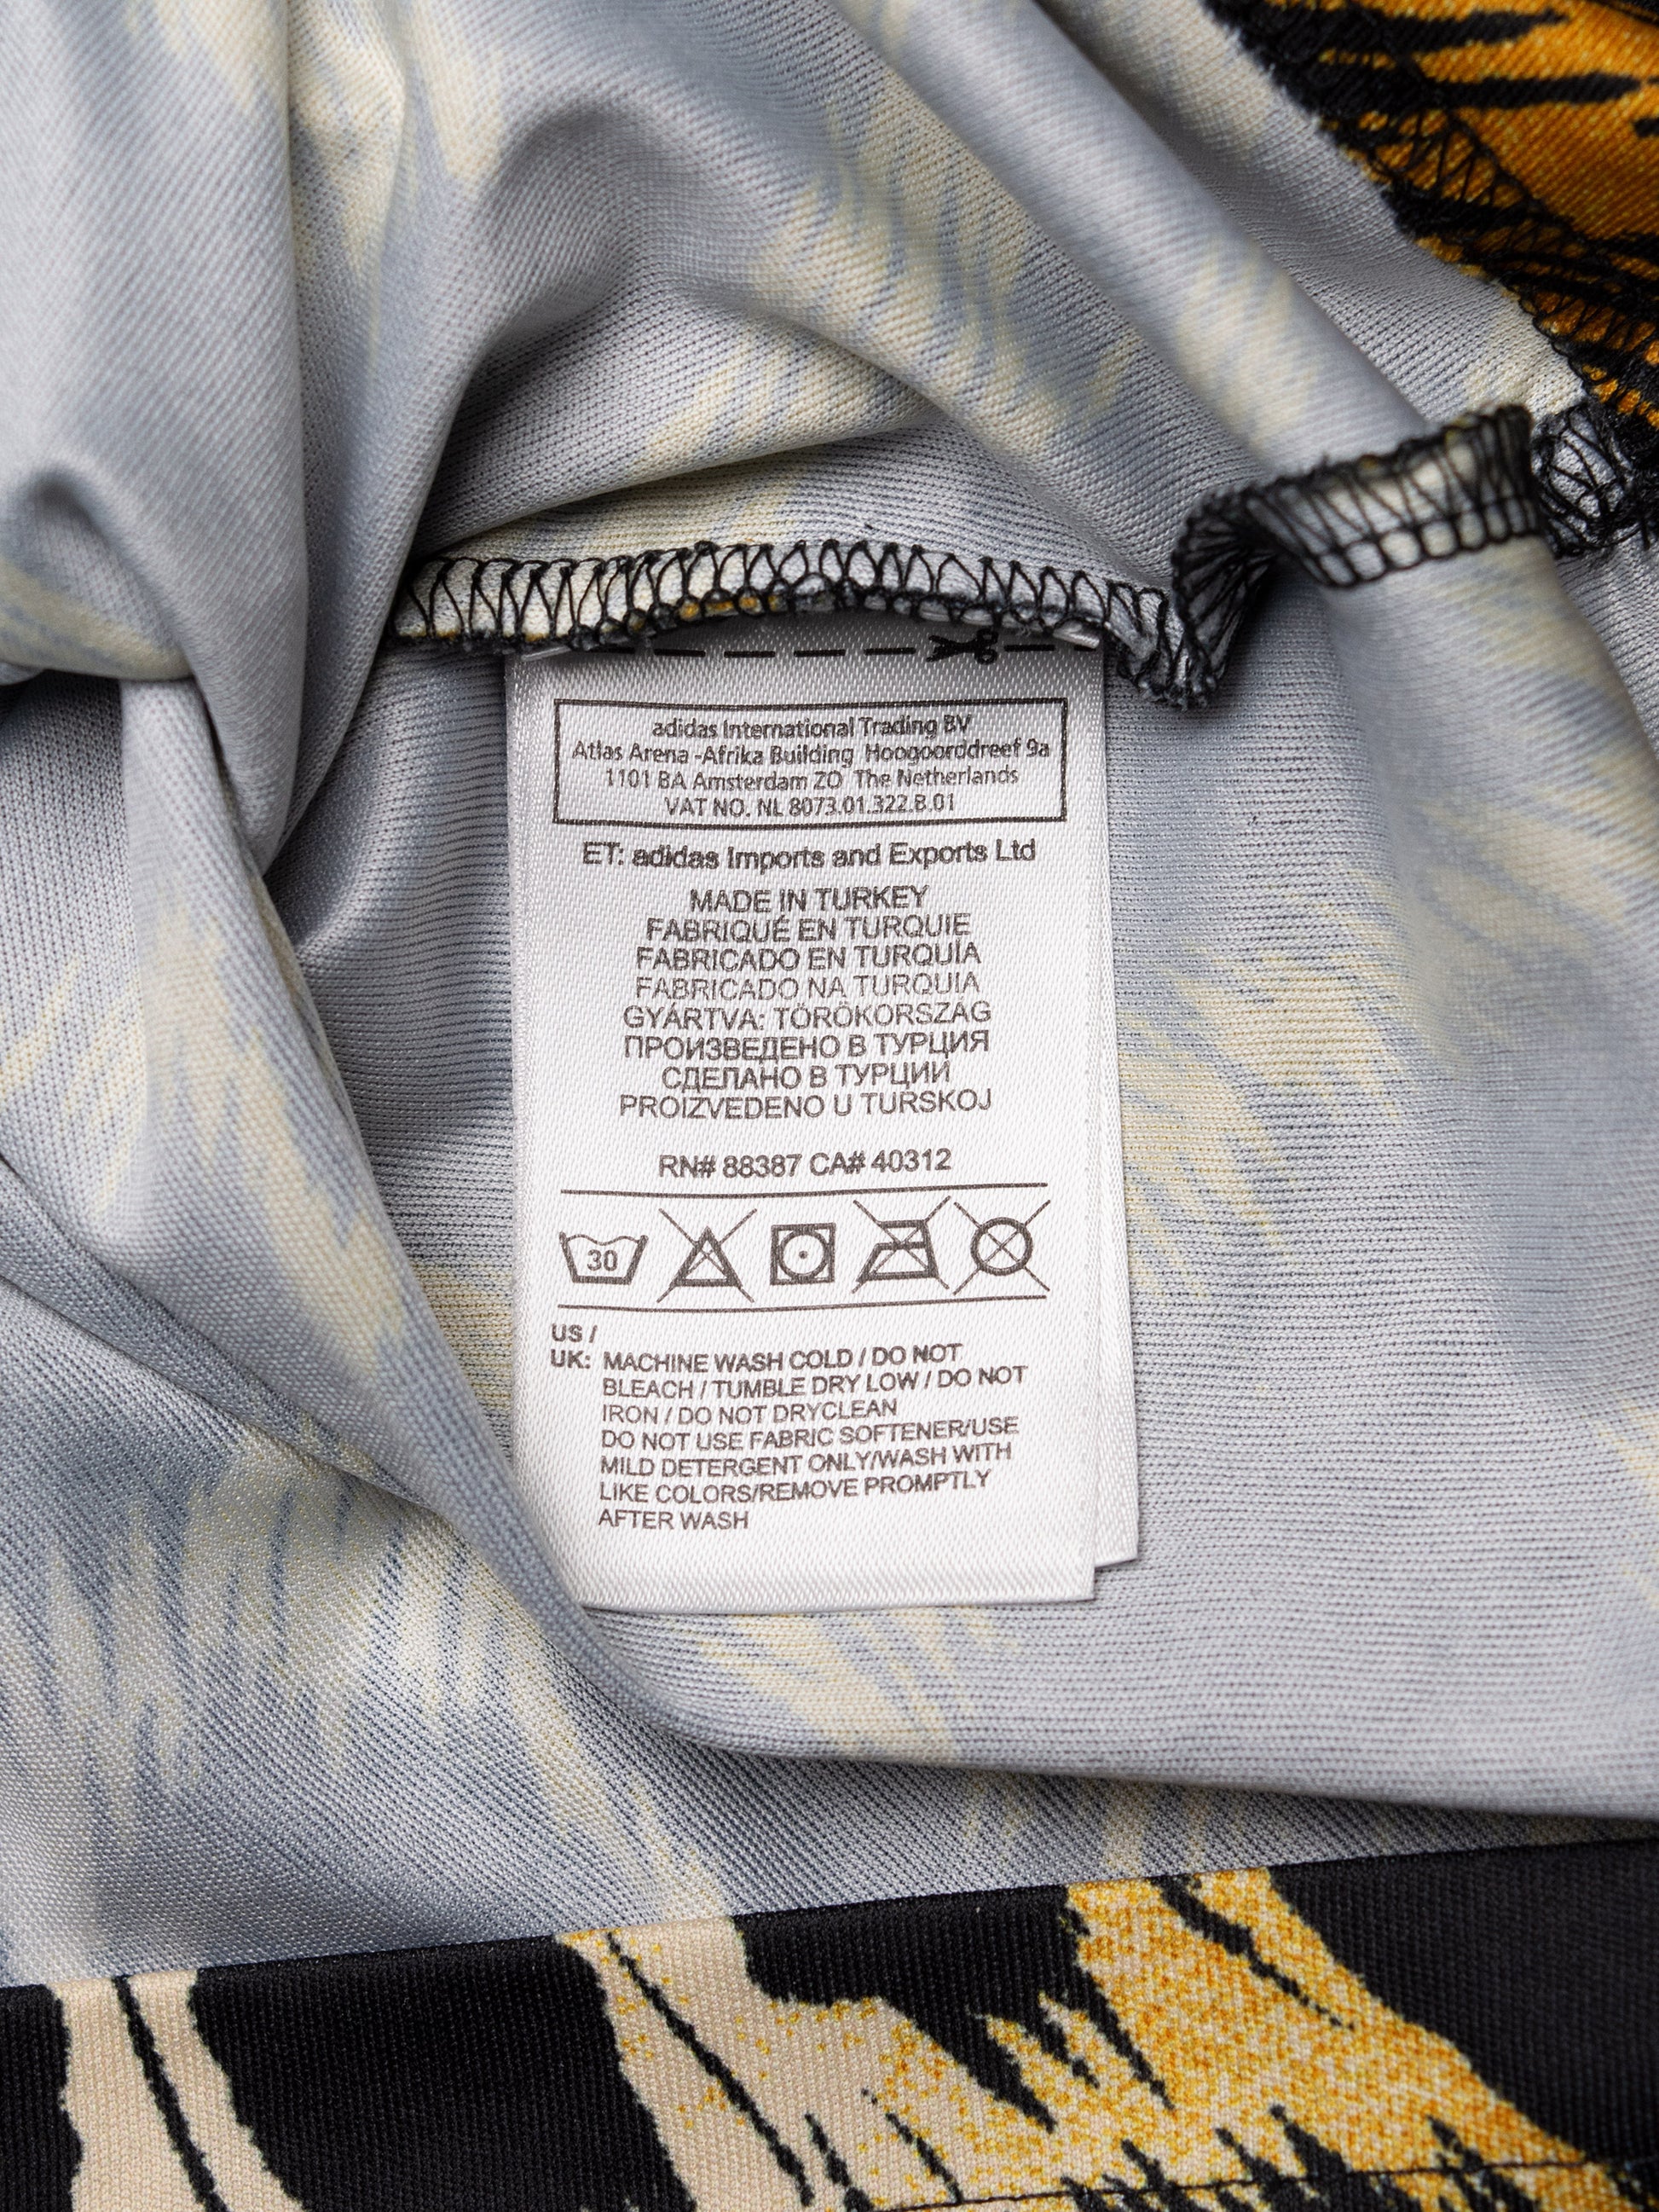 adidas International Trading BV
Atlas Arena -Afrika Building Hoogoorddreef 9a
1101 BA Amsterdam ZO The Netherlands
VAT NO. NL 8073.01.322.B.01
ET: adidas Imports and Exports Ltd
MADE IN TURKEY
FABRIQUÉ EN TURQUIE
FABRICADO EN TURQUÍA
FABRICADO NA TURQUIA
GYÁRTVA: TÖRÖKORSZÁG
ПРОИЗВЕДЕНО В ТУРЦИЯ
СДЕЛАНО В ТУРЦИИ
PROIZVEDENO U TURSKOJ
RN# 88387 CA# 40312
30
US /
UK: MACHINE WASH COLD / DO NOT
BLEACH / TUMBLE DRY LOW / DO NOT
IRON / DO NOT DRYCLEAN
DO NOT USE FABRIC SOFTENER/USE
MILD DETERGENT ONLY/WASH WITH
LIKE COLORS/REMOVE PROMPTLY
AFTER WASH